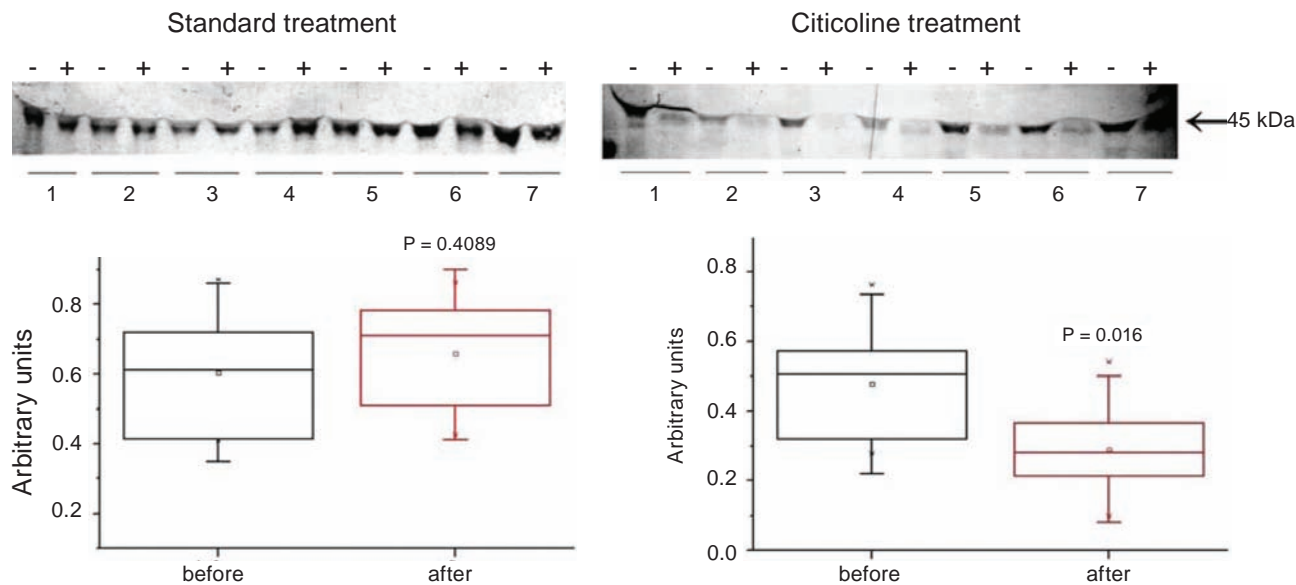 Standard treatment
- + - + - + - + - + - + - +
1 2 3 4 5 6 7
Citicoline treatment
- + - + - + - + - + - + - +
45 kDa
1 2 3 4 5 6 7
P = 0.4089
Arbitrary units
0.8
0.6
0.4
0.2
before after
P = 0.016
Arbitrary units
0.8
0.6
0.4
0.2
0.0
before after